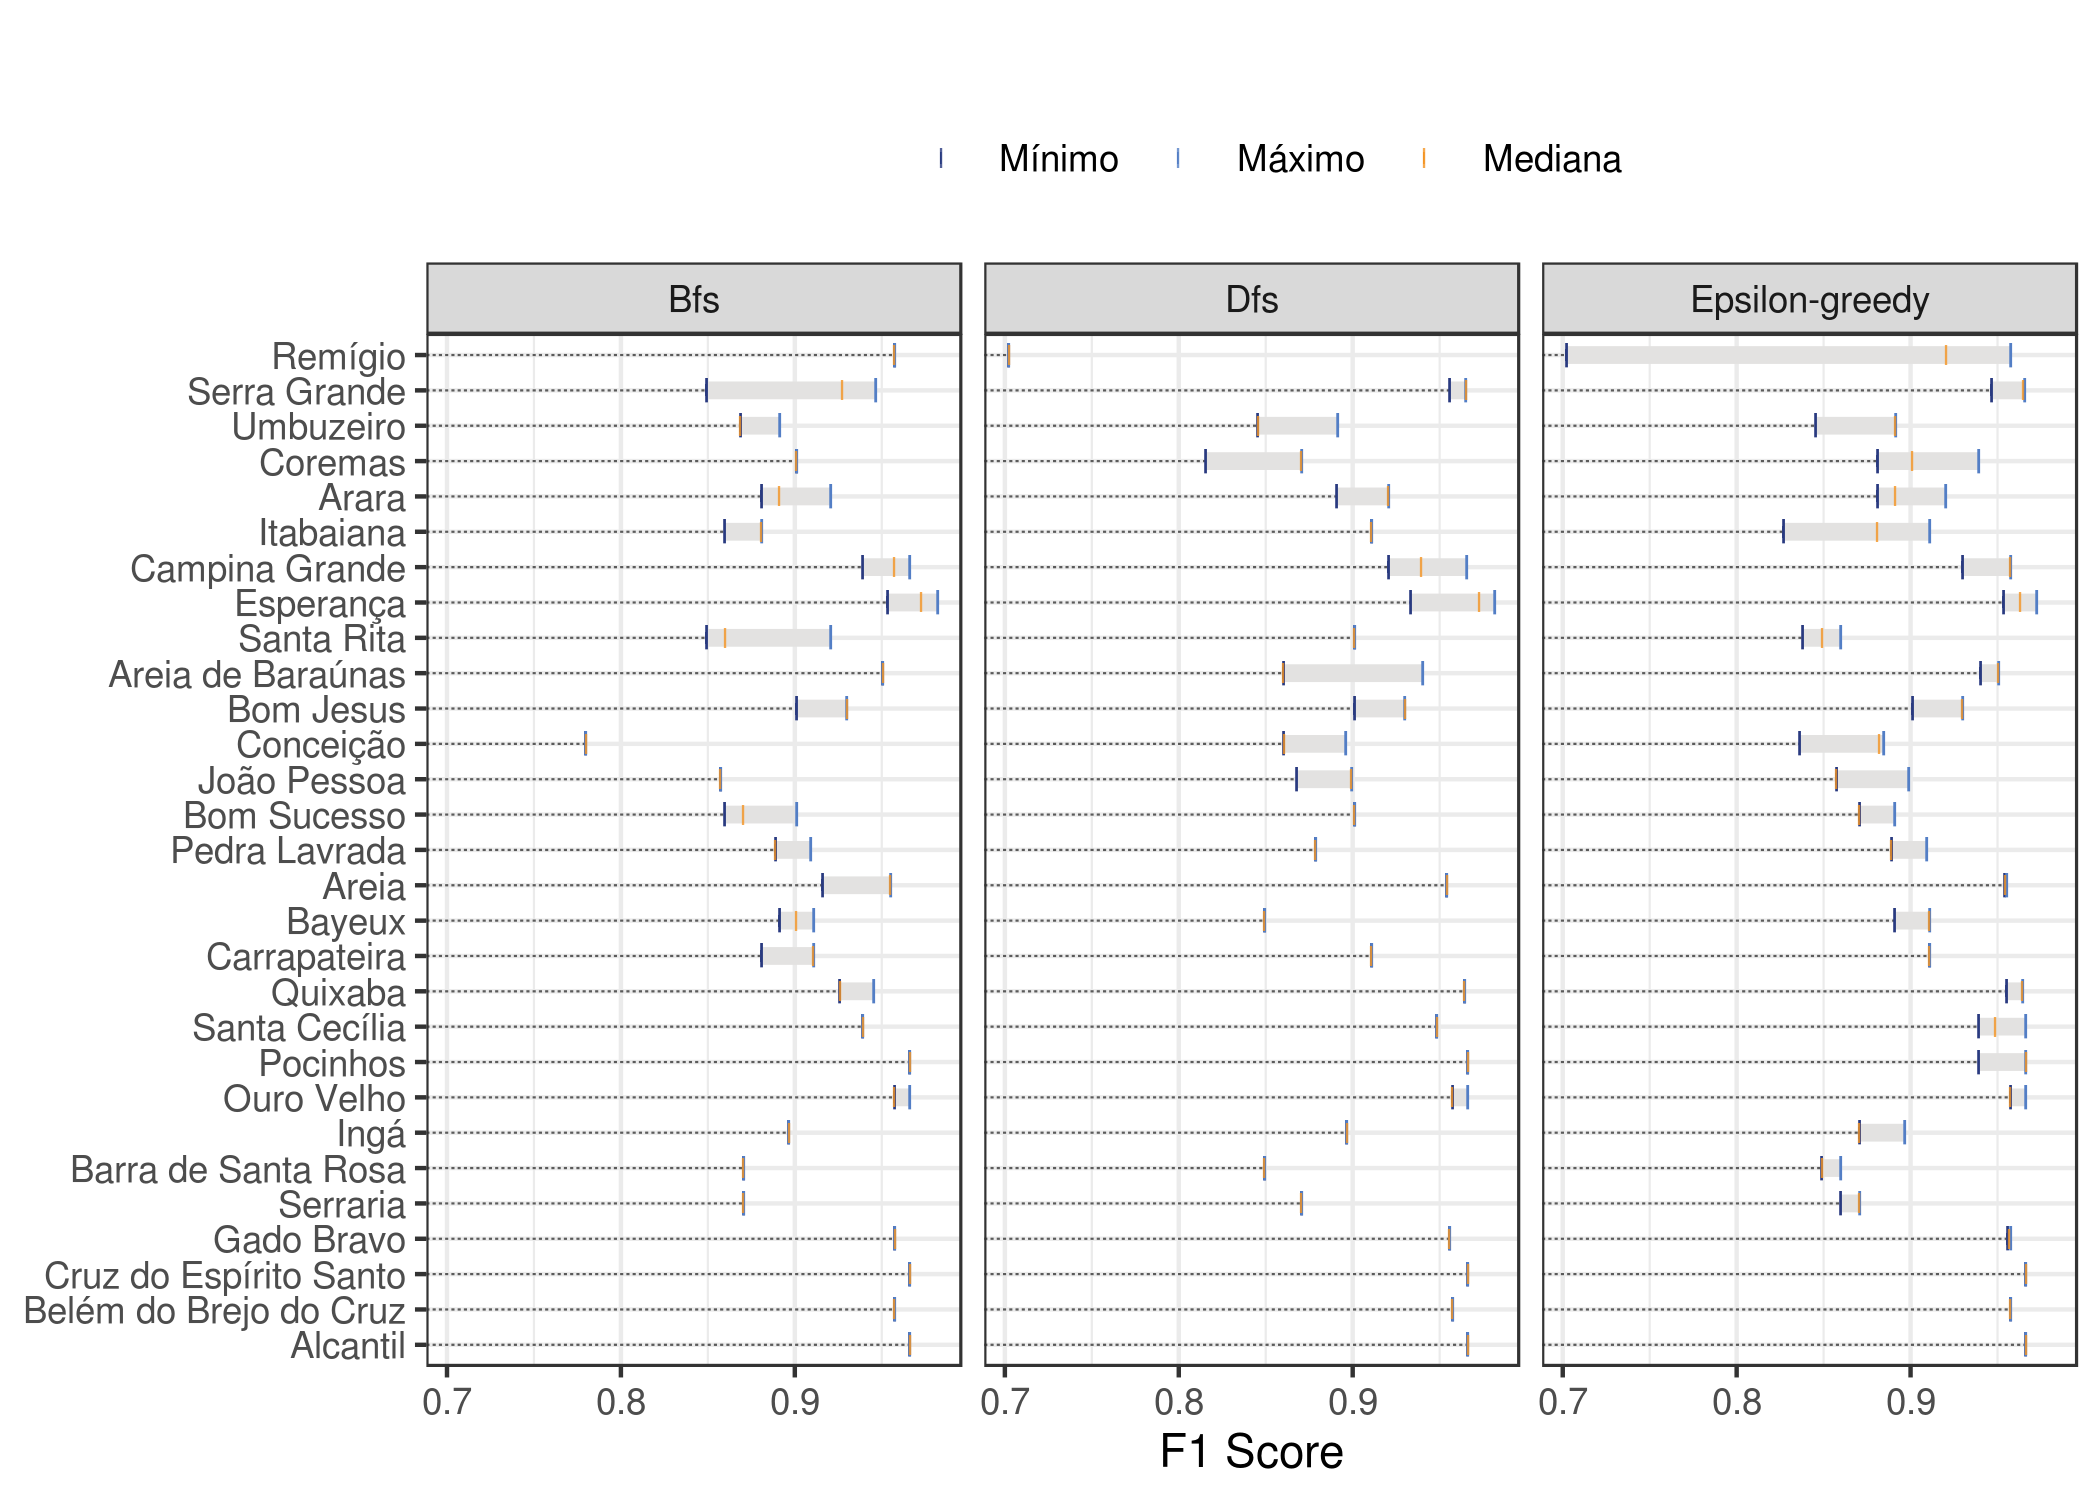 Mínimo Máximo Mediana
Bfs Dfs Epsilon-greedy
Remígio
Serra Grande
Umbuzeiro
Coremas
Arara
Itabaiana
Campina Grande
Esperança
Santa Rita
Areia de Baraúnas
Bom Jesus
Conceição
João Pessoa
Bom Sucesso
Pedra Lavrada
Areia
Bayeux
Carrapateira
Quixaba
Santa Cecília
Pocinhos
Ouro Velho
Ingá
Barra de Santa Rosa
Serraria
Gado Bravo
Cruz do Espírito Santo
Belém do Brejo do Cruz
Alcantil
0.7 0.8 0.9 0.7 0.8 0.9 0.7 0.8 0.9
F1 Score